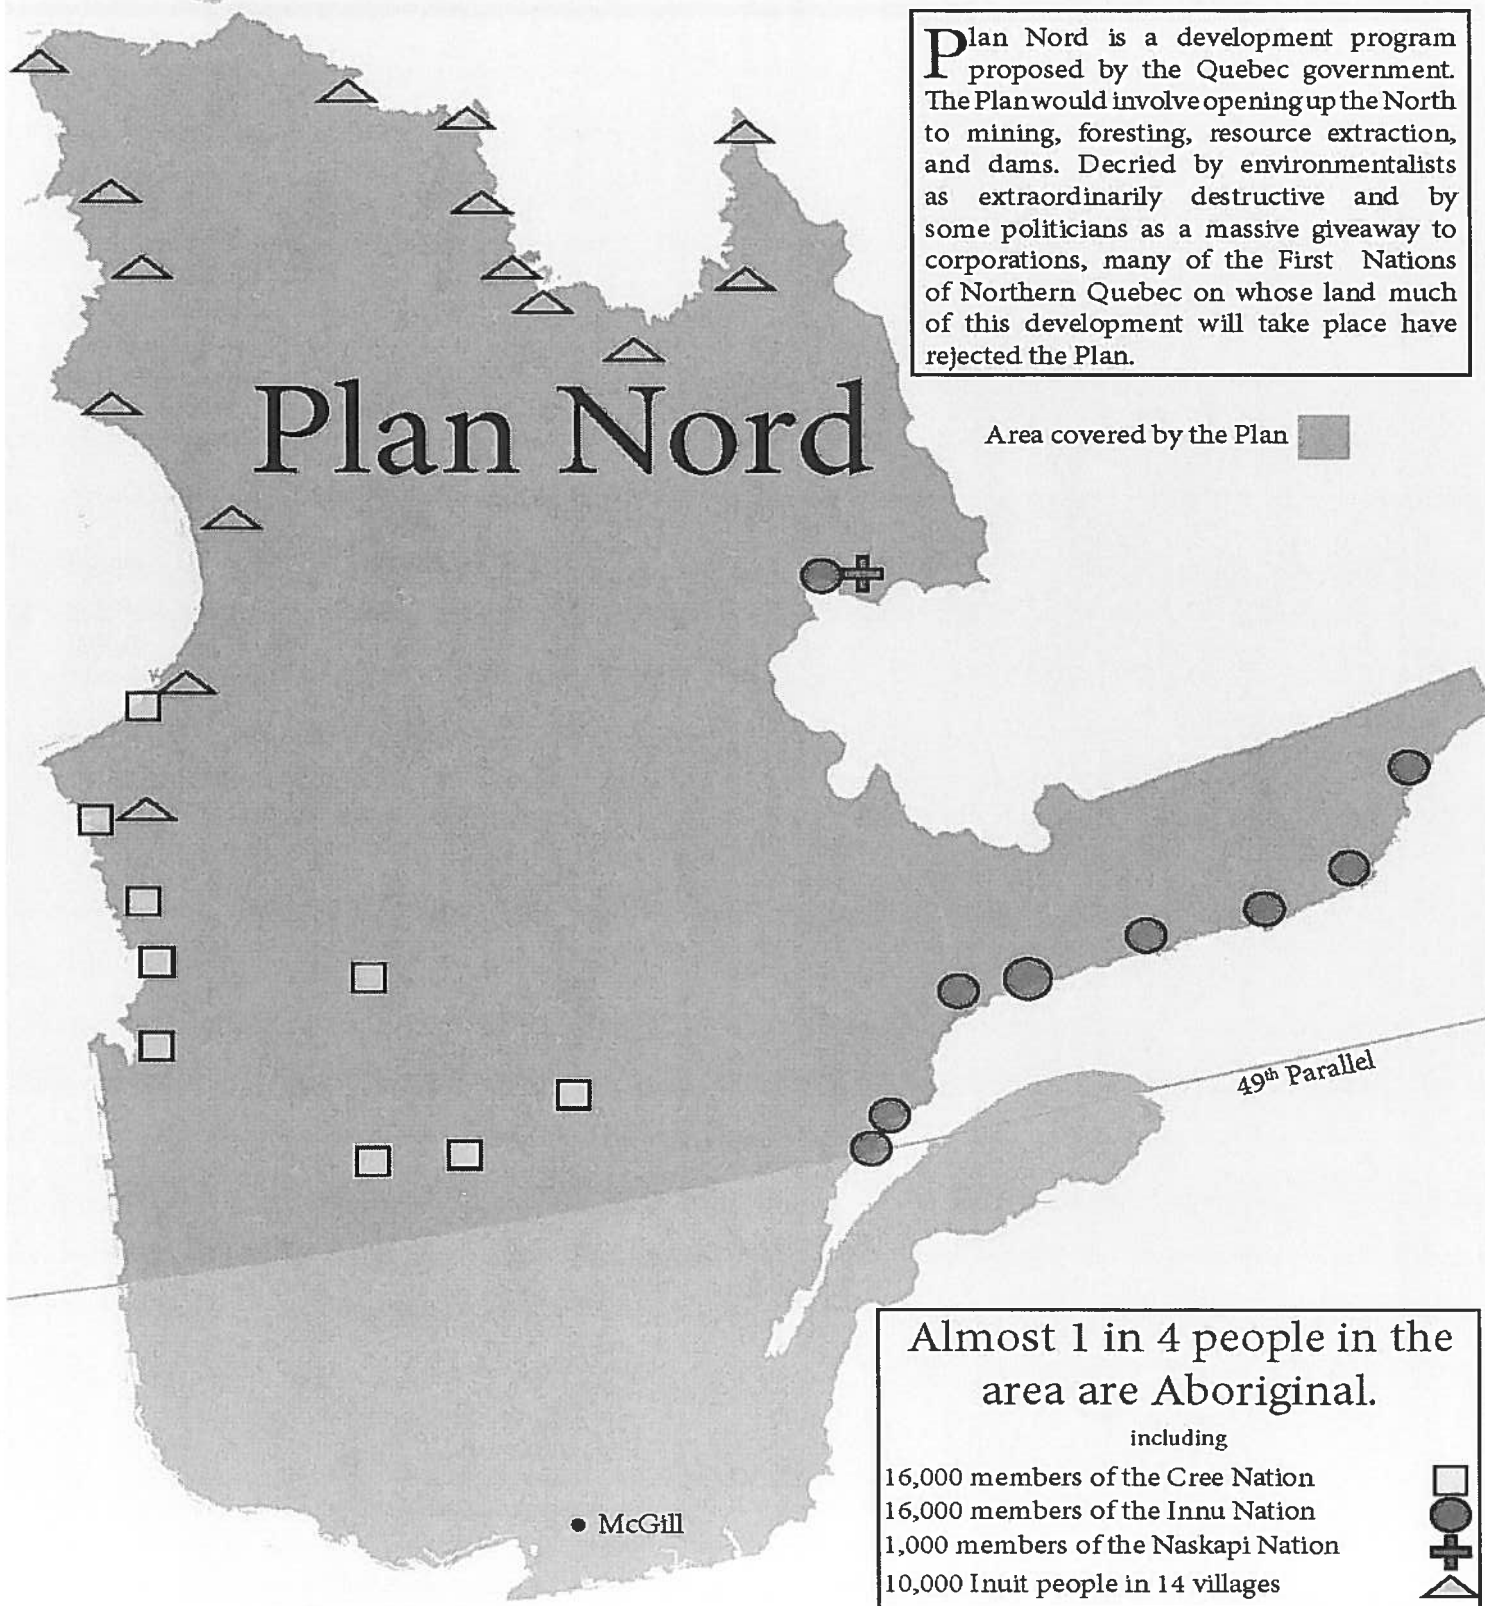 Plan Nord is a development program
proposed by the Quebec government.
The Plan would involve opening up the North
to mining, foresting, resource extraction,
and dams. Decried by environmentalists
as extraordinarily destructive and by
some politicians as a massive giveaway to
corporations, many of the First Nations
of Northern Quebec on whose land much
of this development will take place have
rejected the Plan.
Plan Nord
Area covered by the Plan
49th Parallel
Almost 1 in 4 people in the
area are Aboriginal.
including
16,000 members of the Cree Nation
16,000 members of the Innu Nation
1,000 members of the Naskapi Nation
10,000 Inuit people in 14 villages
McGill